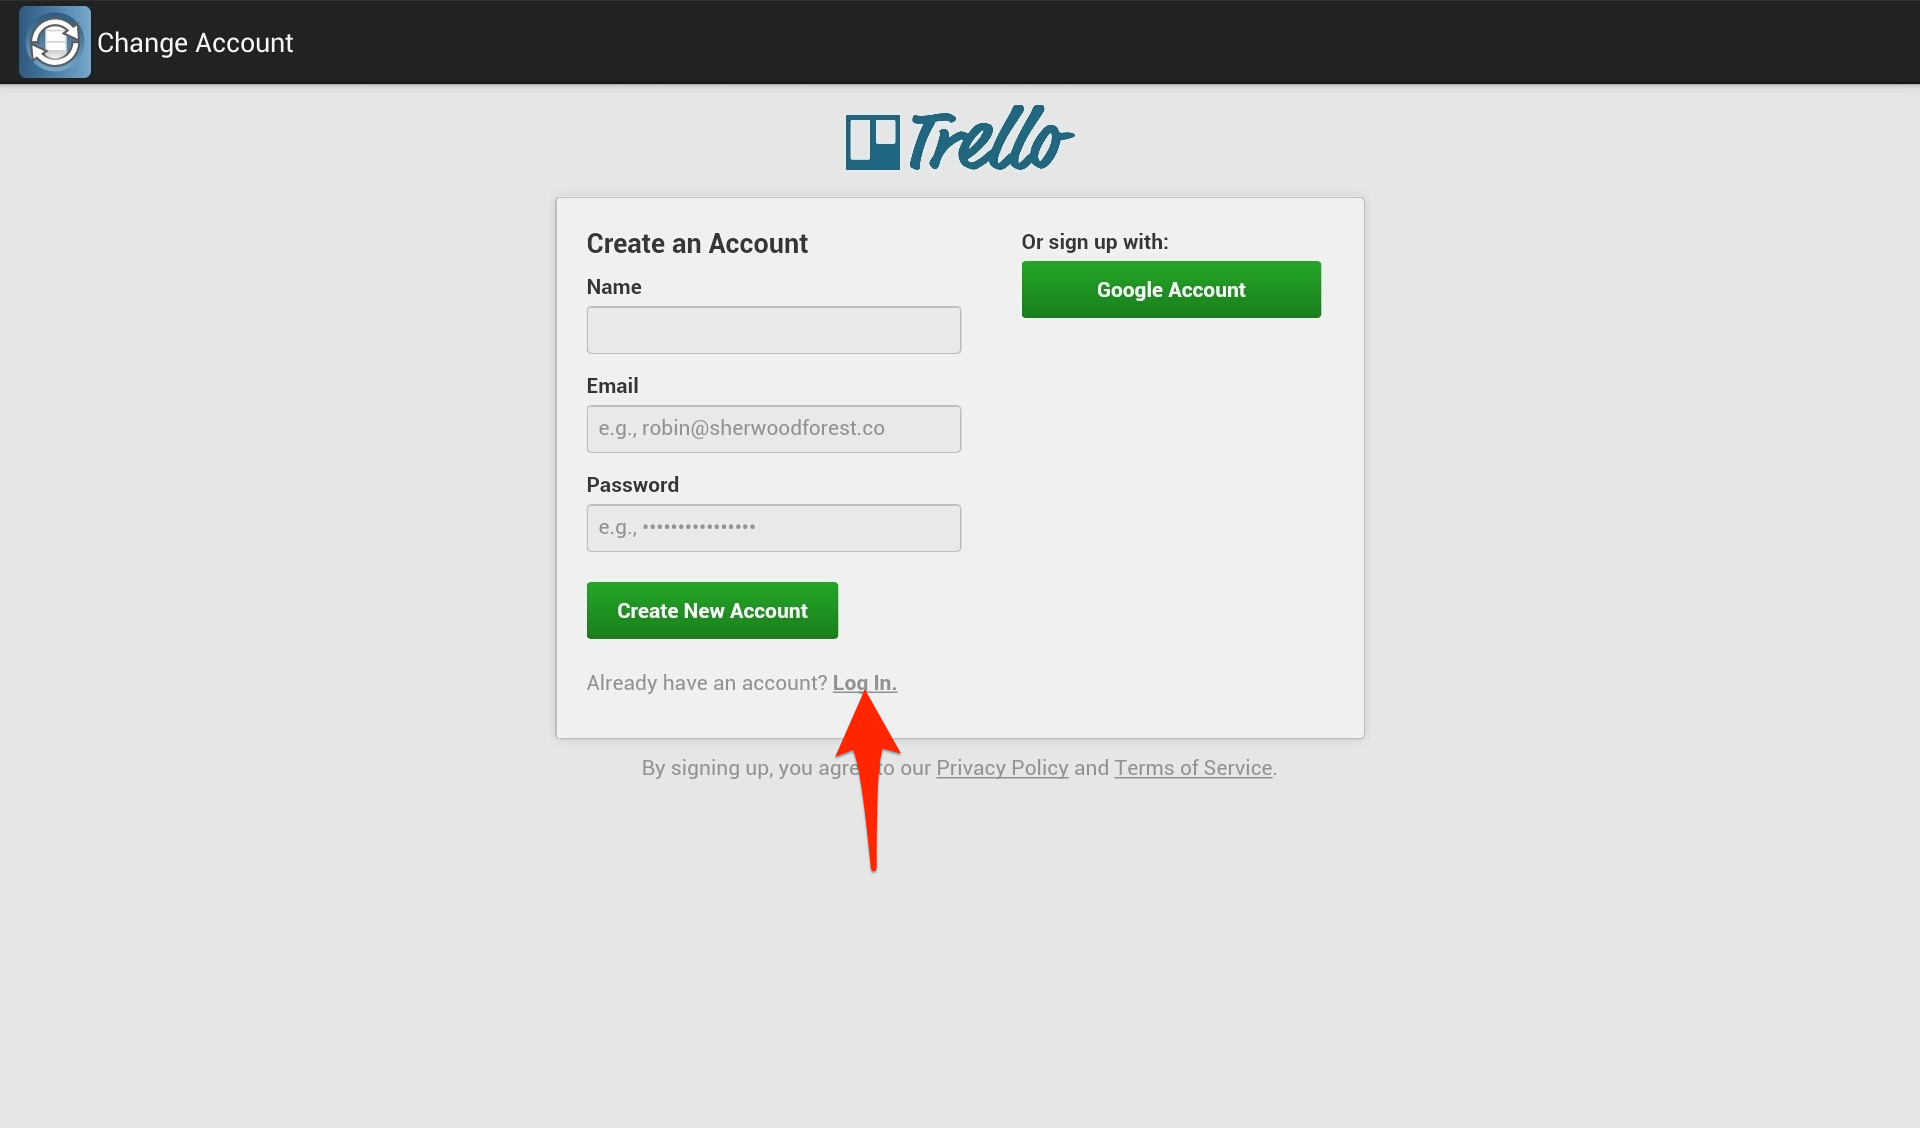 Change Account
Trello
Create an Account
Name
Email
e.g., robin@sherwoodforest.co
Password
e.g., ••••••••••••••••
Create New Account
Already have an account? Log In.
Or sign up with:
Google Account
By signing up, you agre to our Privacy Policy and Terms of Service.